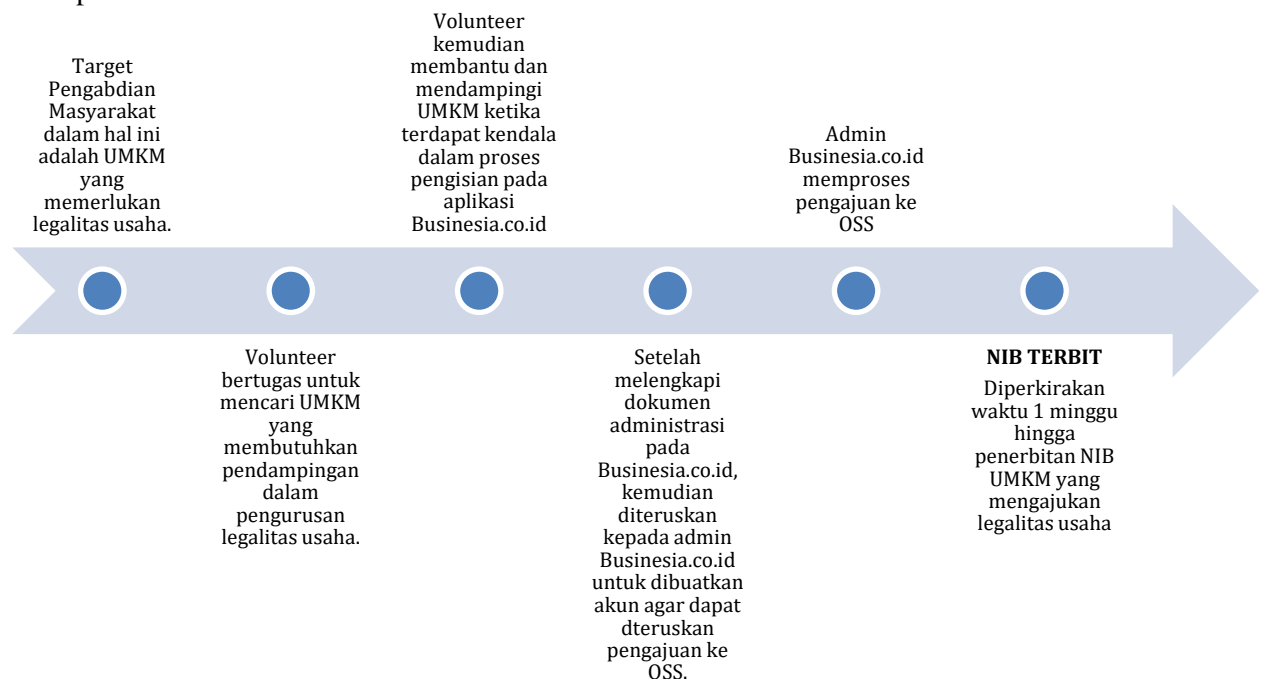 Target
Pengabdian
Masyarakat
dalam hal ini
adalah UMKM
yang
memerlukan
legalitas usaha.
Volunteer
bertugas untuk
mencari UMKM
yang
membutuhkan
pendampingan
dalam
pengurusan
legalitas usaha.
Volunteer
kemudian
membantu dan
mendampingi
UMKM ketika
terdapat kendala
dalam proses
pengisian pada
aplikasi
Businesia.co.id
Setelah
melengkapi
dokumen
administrasi
pada
Businesia.co.id,
kemudian
diteruskan
kepada admin
Businesia.co.id
untuk dibuatkan
akun agar dapat
dteruskan
pengajuan ke
OSS.
Admin
Businesia.co.id
memproses
pengajuan ke
OSS
NIB TERBIT
Diperkirakan
waktu 1 minggu
hingga
penerbitan NIB
UMKM yang
mengajukan
legalitas usaha